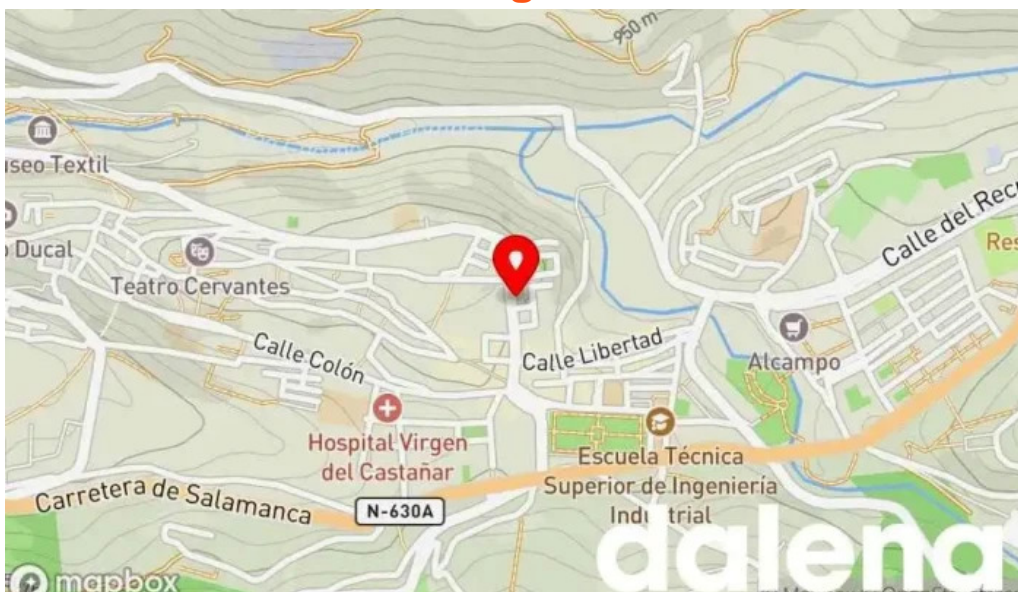 950 m
useo Textil
o Ducal
Teatro Cervantes
Calle del Recr
Res
Calle Colón
Calle Libertad
Alcampo
Hospital Virgen
del Castañar
Escuela Técnica
Superior de Ingeniería
Industrial
Carretera de Salamanca
N-630A
dalena
mapbox